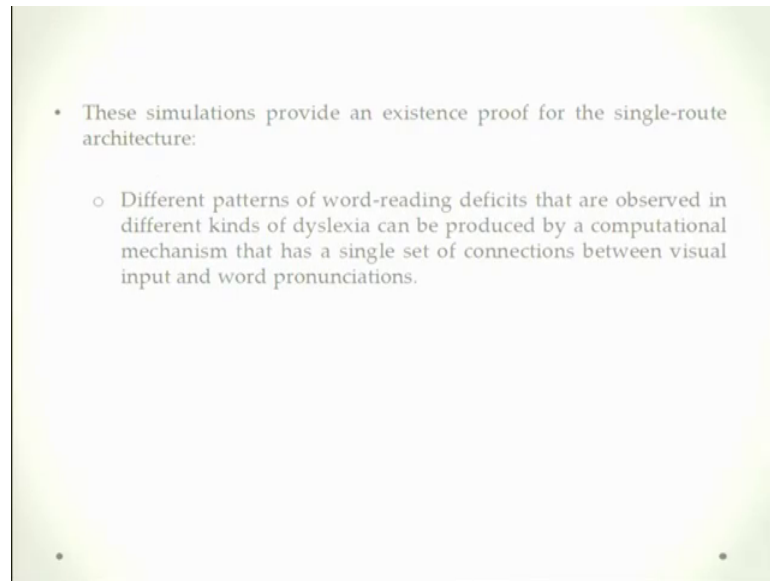 • These simulations provide an existence proof for the single-route
architecture:
o Different patterns of word-reading deficits that are observed in
different kinds of dyslexia can be produced by a computational
mechanism that has a single set of connections between visual
input and word pronunciations.